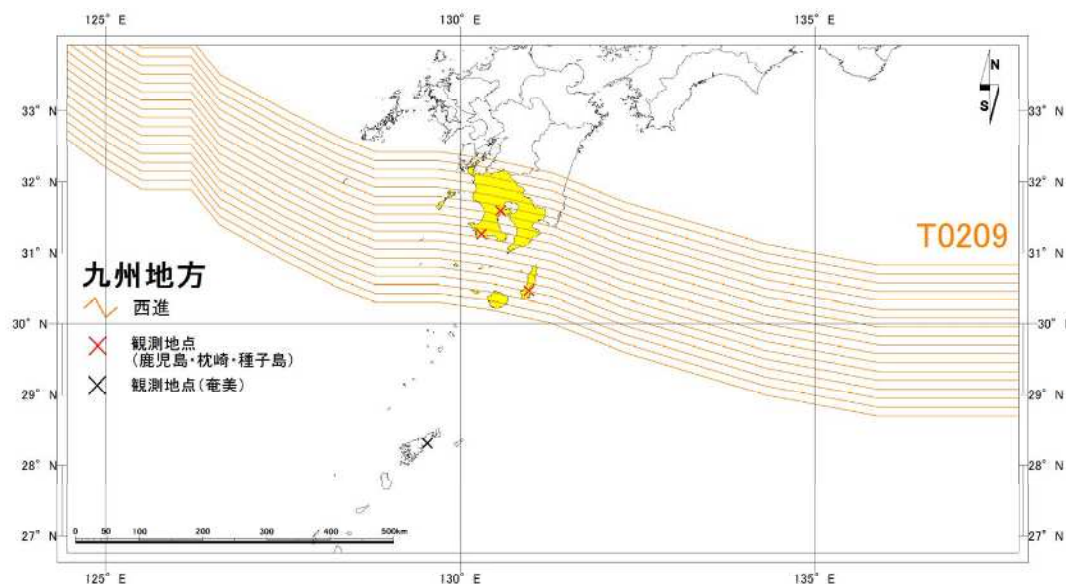 125° E 130° E 135° E
N
S
33° N 33° N
32° N 32° N
31° N 31° N
T0209
九州地方
西進
30° N 30° N
観測地点
(鹿児島・枕崎・種子島)
観測地点(奄美)
29° N 29° N
28° N 28° N
27° N 27° N
0 50 100 200 300 400 500km
125° E 130° E 135° E